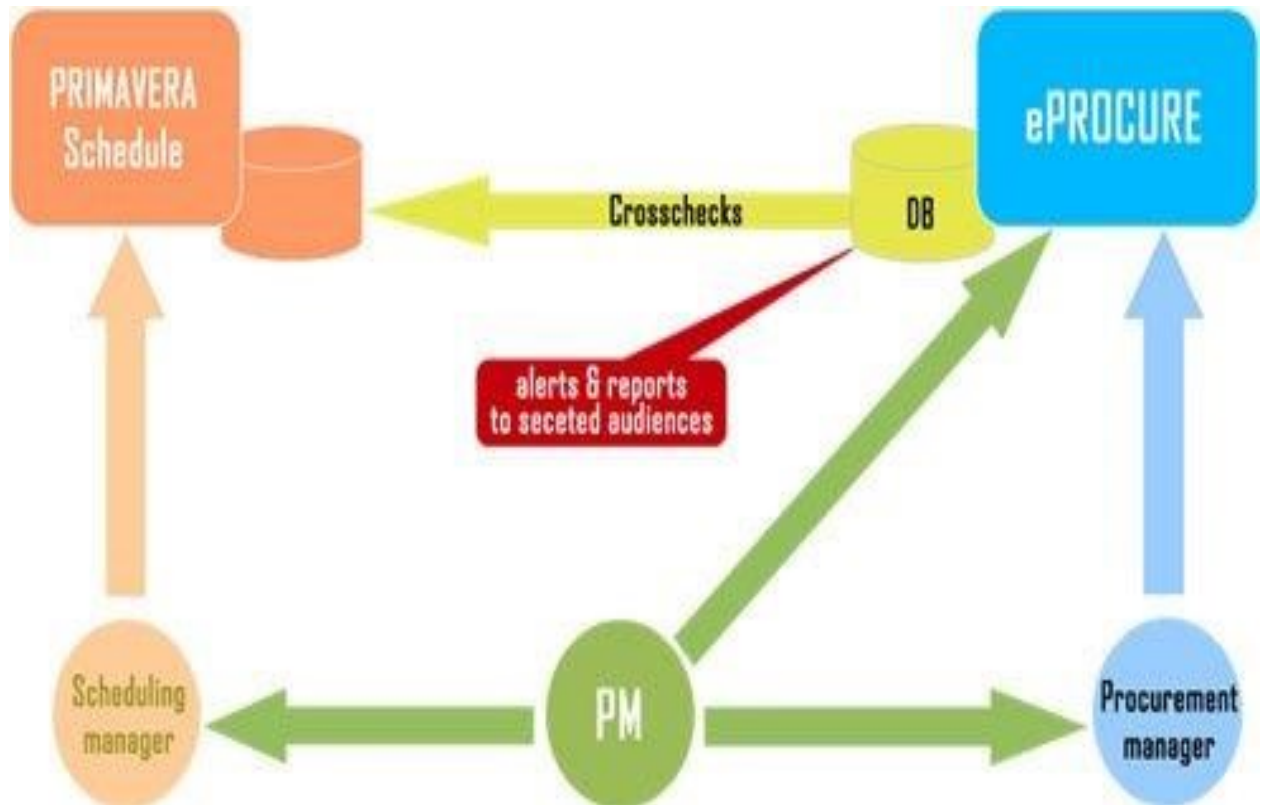 PRIMAVERA
Schedule
ePROCURE
Crosschecks
DB
alerts & reports
to seceted audiences
Scheduling
manager
PM
Procurement
manager